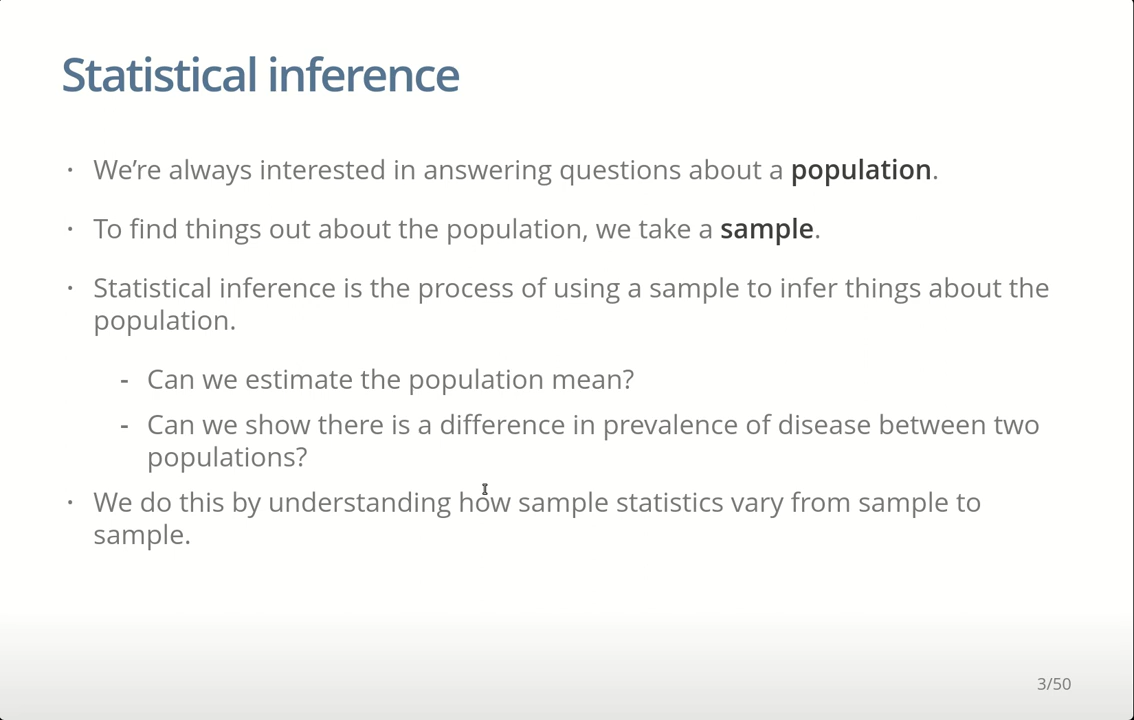 Statistical inference
· We’re always interested in answering questions about a population.
· To find things out about the population, we take a sample.
· Statistical inference is the process of using a sample to infer things about the
population.
- Can we estimate the population mean?
- Can we show there is a difference in prevalence of disease between two
populations?
· We do this by understanding how sample statistics vary from sample to
sample.
3/50